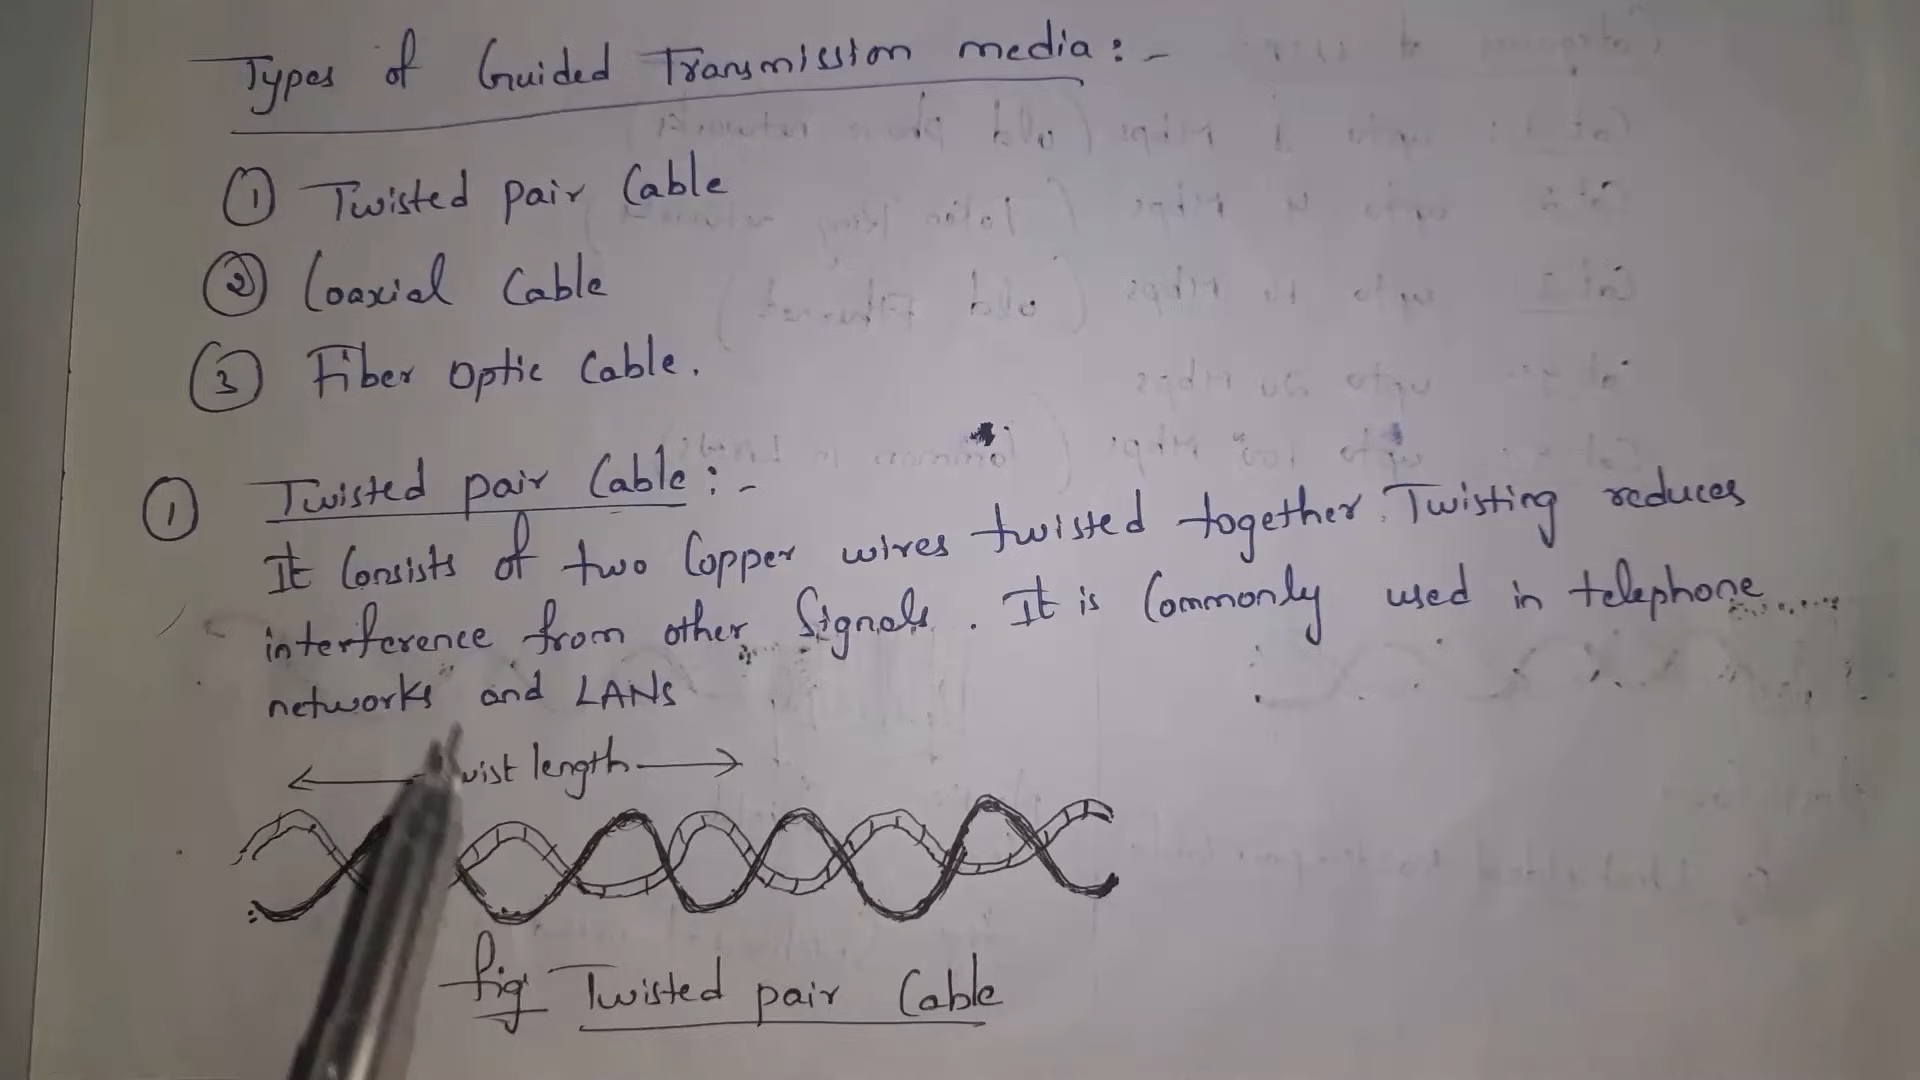 Types of Guided Transmission media:-
① Twisted pair Cable
② Coaxial Cable
③ Fiber Optic Cable.
① Twisted pair Cable:-
It Consists of two Copper wires twisted together. Twisting reduces
interference from other Signals. It is Commonly used in telephone
networks and LANs
length
fig Twisted pair Cable